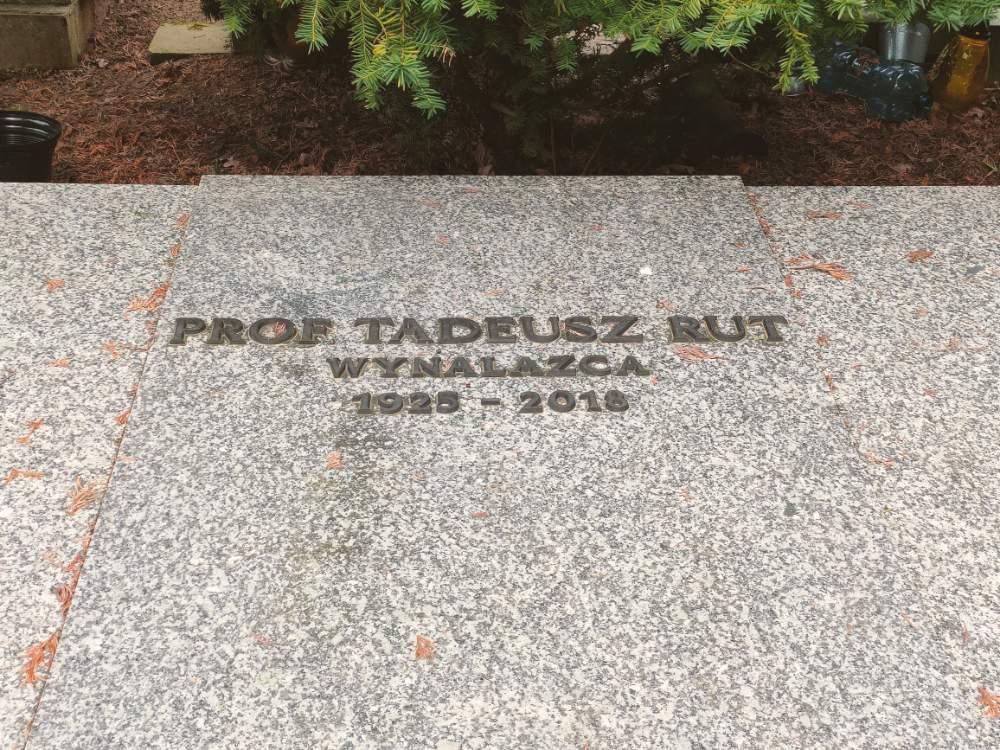 PROF TADEUSZ RUT
WYNALAZCA
1925 - 2018